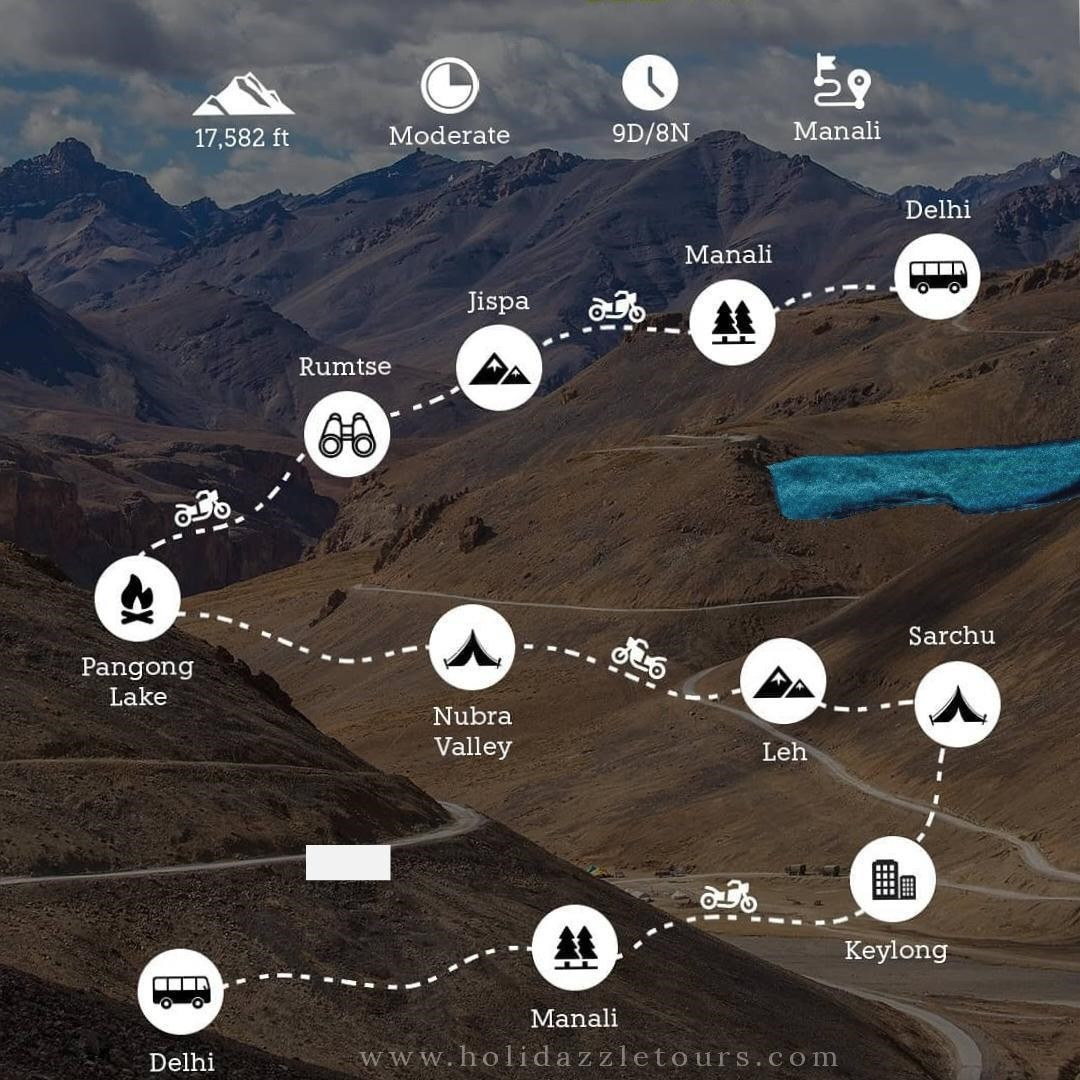 17,582 ft
Moderate
9D/8N
Manali
Delhi
Manali
Jispa
Rumtse
Pangong
Lake
Nubra
Valley
Leh
Sarchu
Keylong
Manali
Delhi
www.holidazzletours.com